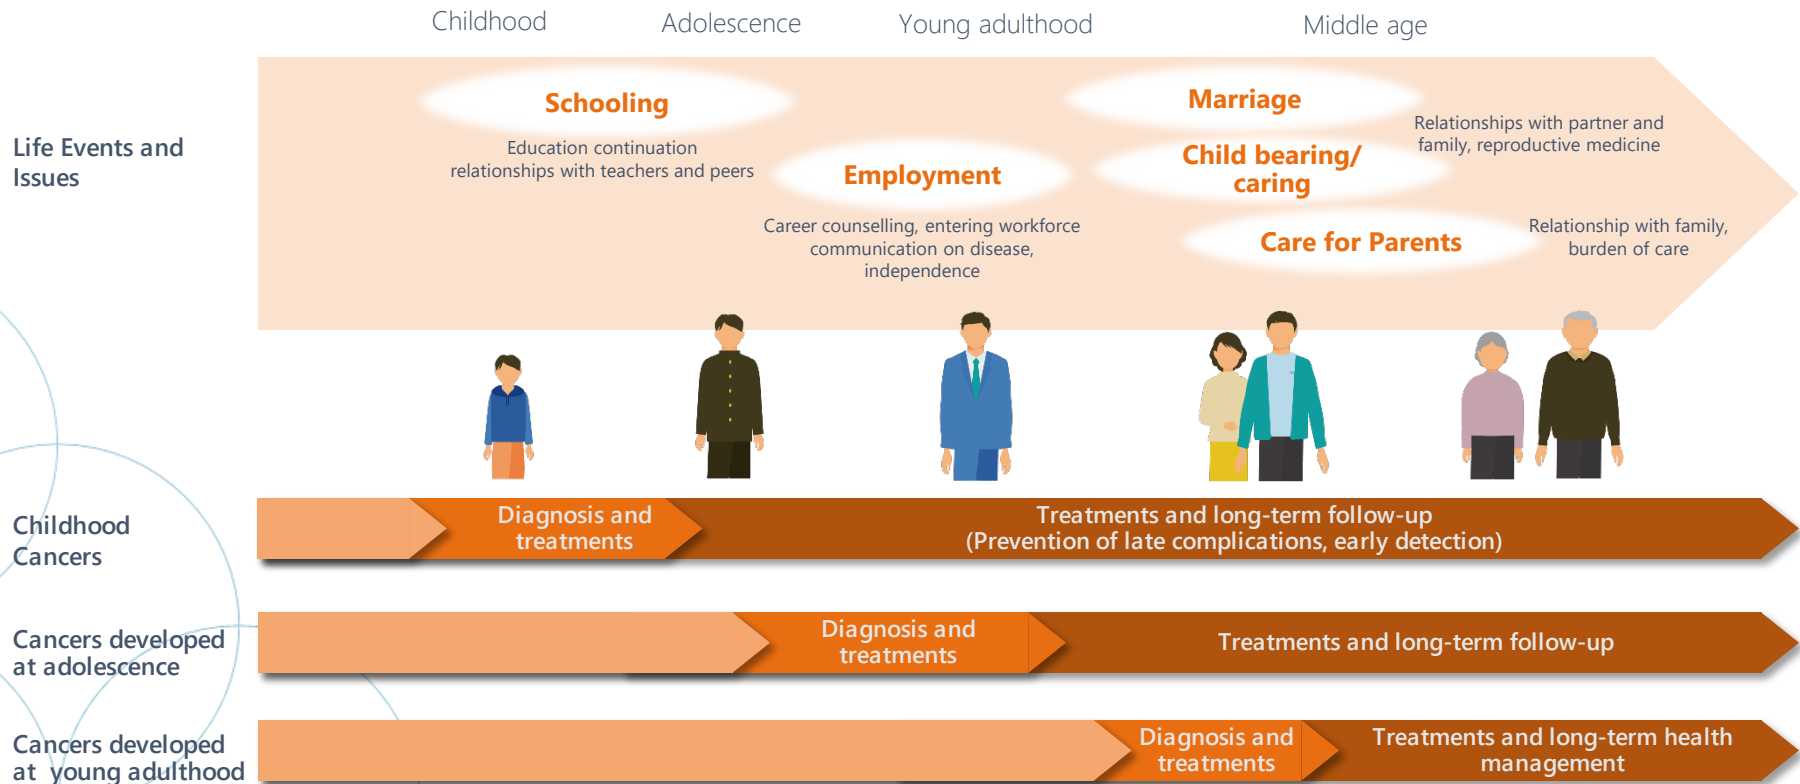 Childhood
Adolescence
Young adulthood
Middle age
Life Events and
Issues
Schooling
Education continuation
relationships with teachers and peers
Employment
Career counselling, entering workforce
communication on disease,
independence
Marriage
Relationships with partner and
family, reproductive medicine
Child bearing/
caring
Care for Parents
Relationship with family,
burden of care
Childhood
Cancers
Diagnosis and
treatments
Treatments and long-term follow-up
(Prevention of late complications, early detection)
Cancers developed
at adolescence
Diagnosis and
treatments
Treatments and long-term follow-up
Cancers developed
at young adulthood
Diagnosis and
treatments
Treatments and long-term health
management